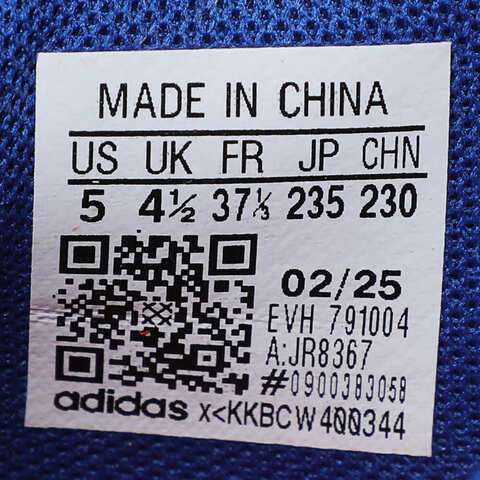 MADE IN CHINA
US UK FR JP CHN
5 4½ 37⅓ 235 230
02/25
EVH 791004
A:JR8367
#0900383058
adidas x<KKBCW400344